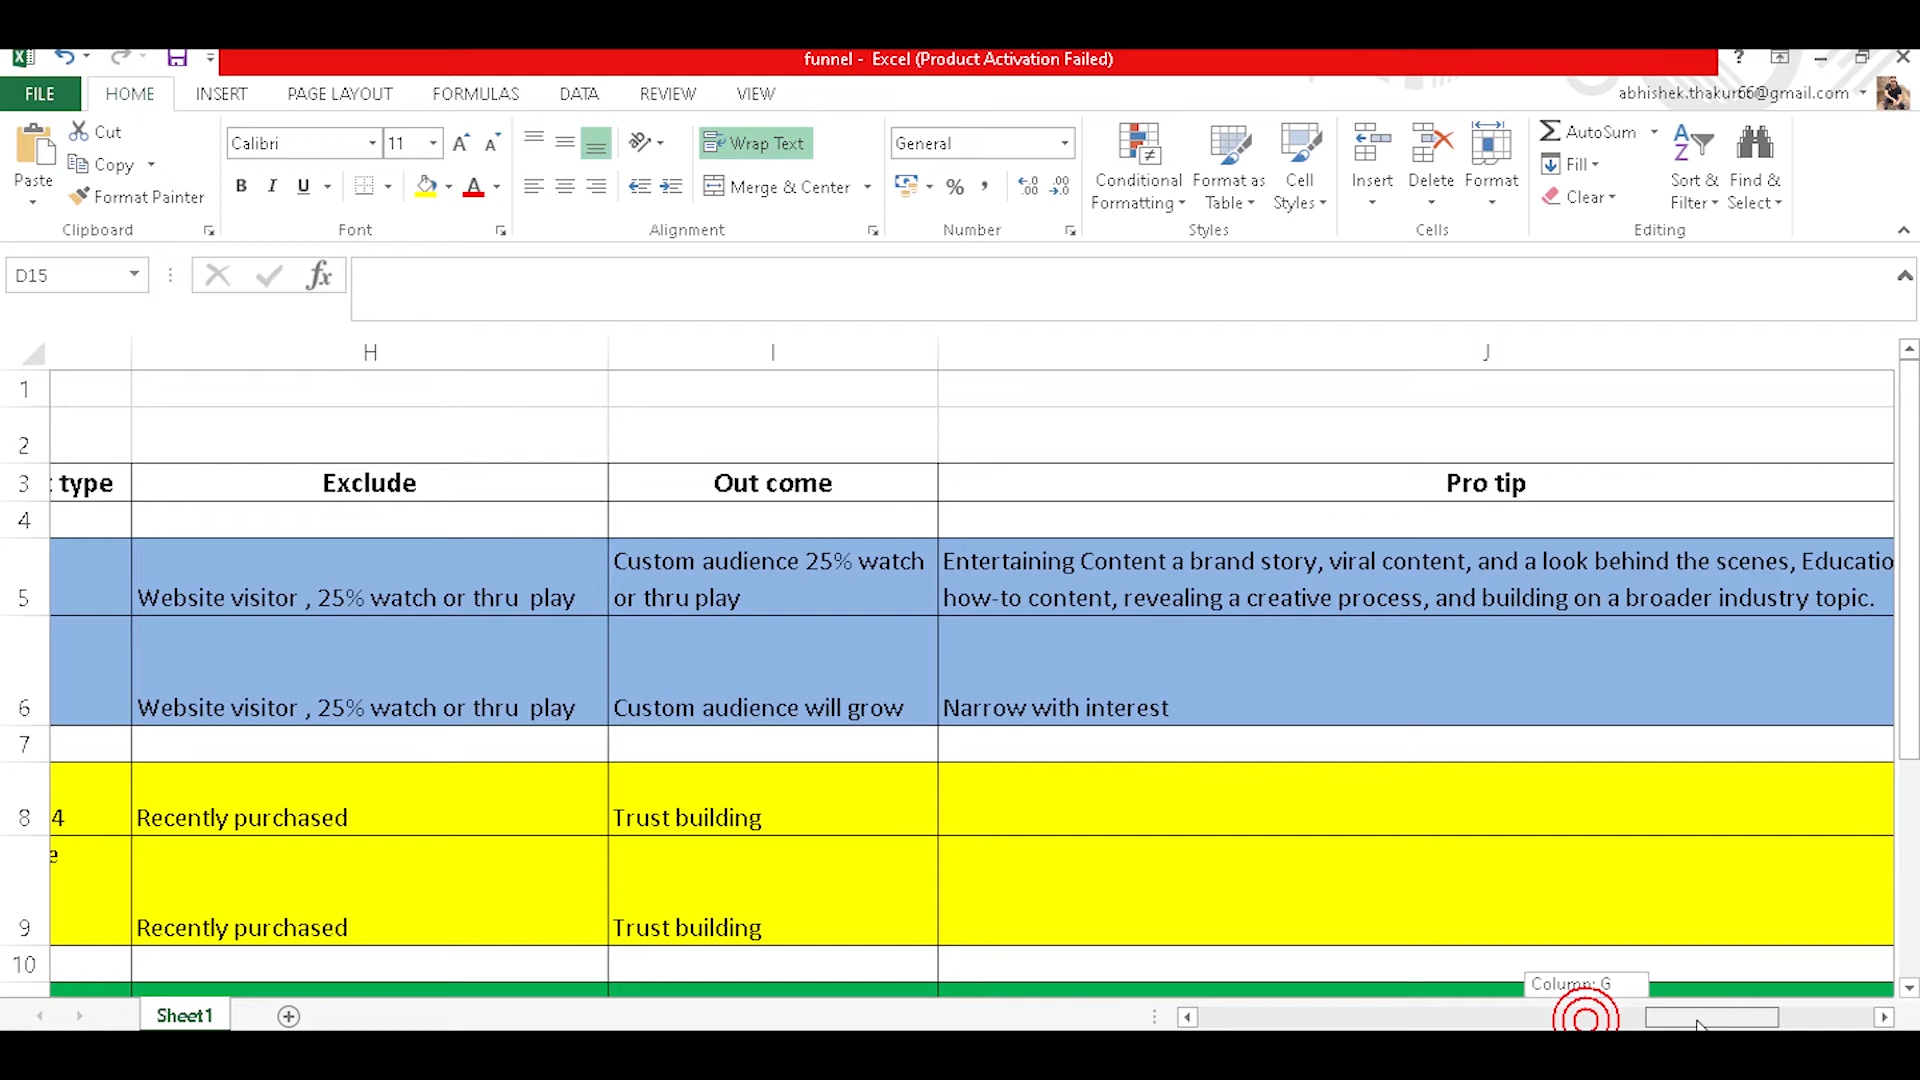 funnel - Excel (Product Activation Failed)
?
FILE HOME INSERT PAGE LAYOUT FORMULAS DATA REVIEW VIEW
abhishek.thakur66@gmail.com
Paste
Cut
Copy
Format Painter
Clipboard
Calibri 11
B I U A
Font
Wrap Text
Merge & Center
Alignment
General
% ,
Number
Conditional
Formatting
Format as
Table
Cell
Styles
Styles
Insert
Delete
Format
Cells
AutoSum
Fill
Clear
Sort &
Filter
Find &
Select
Editing
D15 fx
H I J
1
2
3 type Exclude Out come Pro tip
4
5 Website visitor , 25% watch or thru play
Custom audience 25% watch
or thru play
Entertaining Content a brand story, viral content, and a look behind the scenes, Educatio
how-to content, revealing a creative process, and building on a broader industry topic.
6 Website visitor , 25% watch or thru play Custom audience will grow Narrow with interest
7
8 4 Recently purchased Trust building
e
9 Recently purchased Trust building
10
Column: G
Sheet1